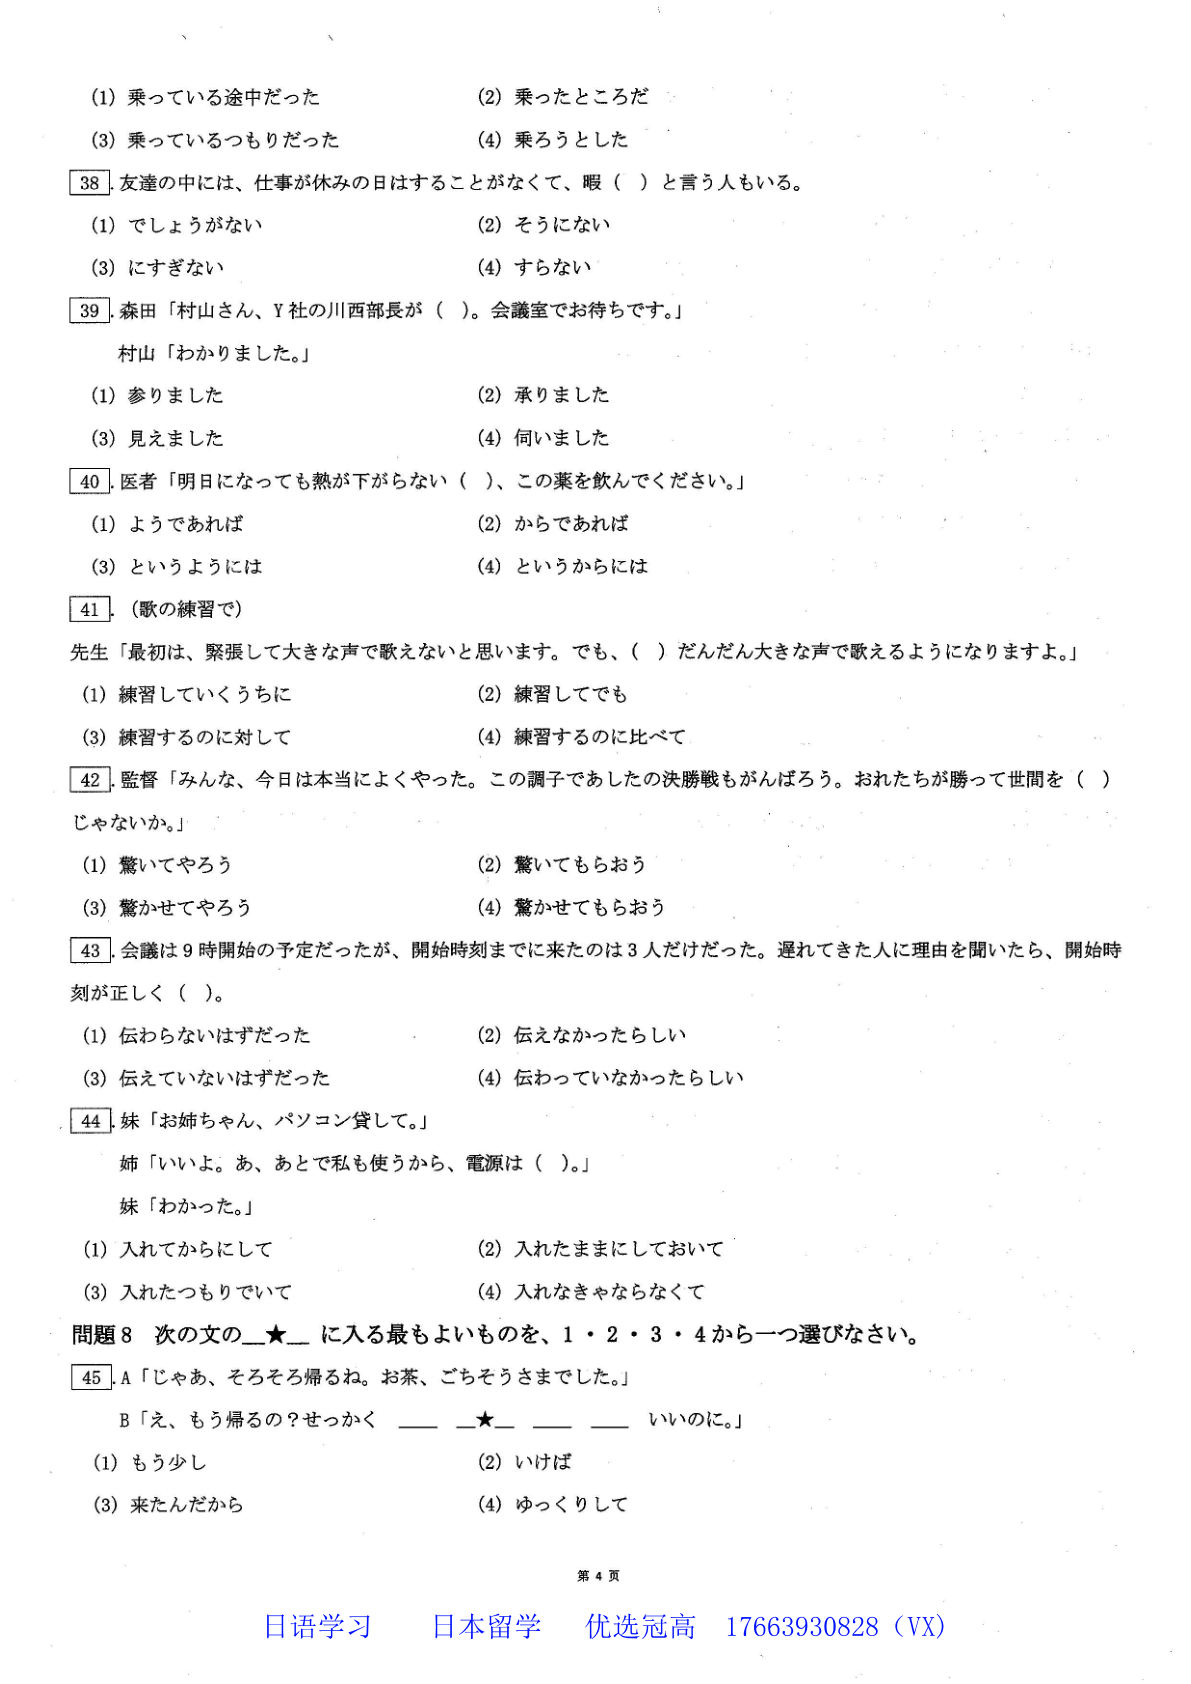 (1) 乗っている途中だった　(2) 乗ったところだ
(3) 乗っているつもりだった　(4) 乗ろうとした
38.友達の中には、仕事が休みの日はすることがなくて、暇（　）と言う人もいる。
(1) でしょうがない　(2) そうにない
(3) にすぎない　(4) すらない
39.森田「村山さん、Y社の川西部長が（　）。会議室でお待ちです。」
村山「わかりました。」
(1) 参りました　(2) 承りました
(3) 見えました　(4) 伺いました
40.医者「明日になっても熱が下がらない（　）、この薬を飲んでください。」
(1) ようであれば　(2) からであれば
(3) というようには　(4) というからには
41.（歌の練習で）
先生「最初は、緊張して大きな声で歌えないと思います。でも、（　）だんだん大きな声で歌えるようになりますよ。」
(1) 練習していくうちに　(2) 練習してでも
(3) 練習するのに対して　(4) 練習するのに比べて
42.監督「みんな、今日は本当によくやった。この調子であしたの決勝戦もがんばろう。おれたちが勝って世間を（　）
じゃないか。」
(1) 驚いてやろう　(2) 驚いてもらおう
(3) 驚かせてやろう　(4) 驚かせてもらおう
43.会議は9時開始の予定だったが、開始時刻までに来たのは3人だけだった。遅れてきた人に理由を聞いたら、開始時
刻が正しく（　）。
(1) 伝わらないはずだった　(2) 伝えなかったらしい
(3) 伝えていないはずだった　(4) 伝わっていなかったらしい
44.妹「お姉ちゃん、パソコン貸して。」
姉「いいよ。あ、あとで私も使うから、電源は（　）。」
妹「わかった。」
(1) 入れてからにして　(2) 入れたままにしておいて
(3) 入れたつもりでいて　(4) 入れなきゃならなくて
問題8　次の文の__★__ に入る最もよいものを、1・2・3・4から一つ選びなさい。
45.A「じゃあ、そろそろ帰るね。お茶、ごちそうさまでした。」
B「え、もう帰るの？せっかく ____ __★__ ____ ____ いいのに。」
(1) もう少し　(2) いけば
(3) 来たんだから　(4) ゆっくりして
第 4 页
日语学习　日本留学　优选冠高　17663930828（VX）